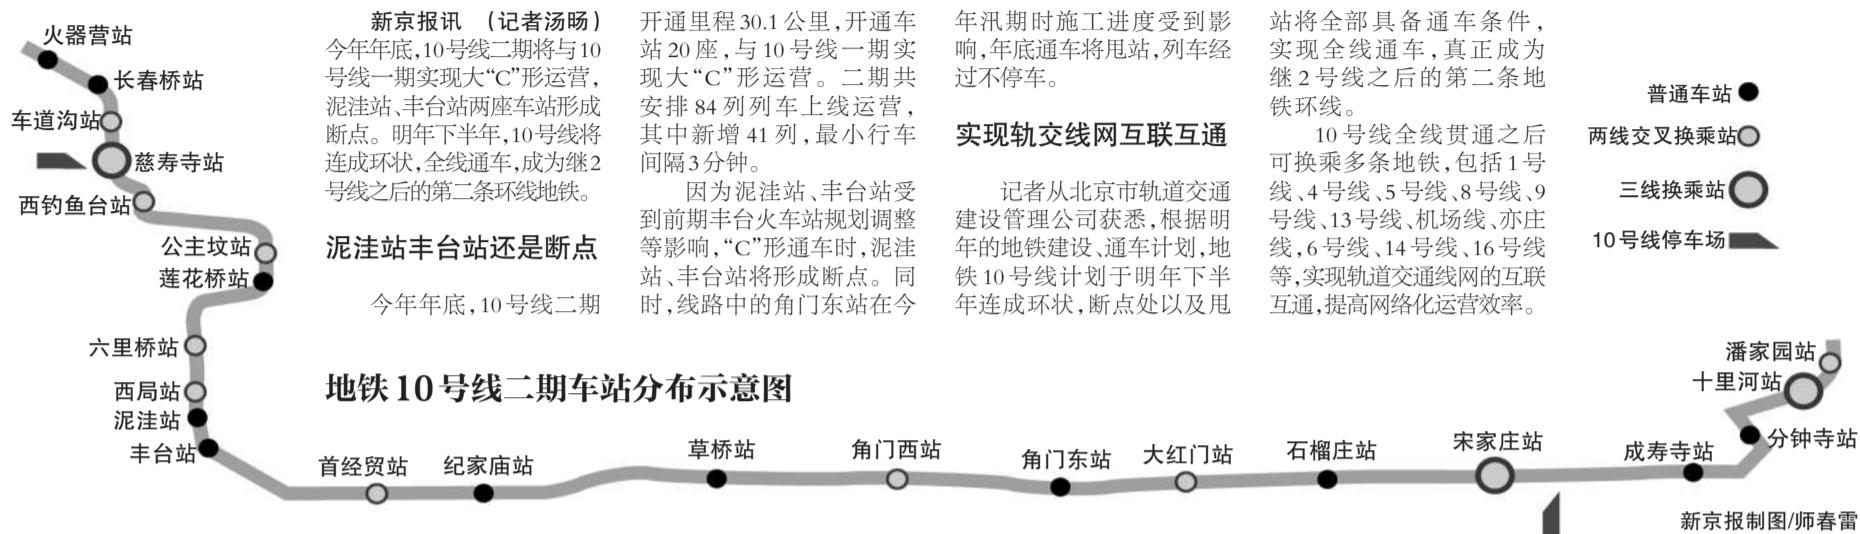 新京报讯 （记者汤旸）
今年年底，10号线二期将与10
号线一期实现大“C”形运营，
泥洼站、丰台站两座车站形成
断点。明年下半年，10号线将
连成环状，全线通车，成为继2
号线之后的第二条环线地铁。
泥洼站丰台站还是断点
今年年底，10号线二期
开通里程30.1公里，开通车
站20座，与10号线一期实
现大“C”形运营。二期共
安排84列列车上线运营，
其中新增41列，最小行车
间隔3分钟。
因为泥洼站、丰台站受
到前期丰台火车站规划调整
等影响，“C”形通车时，泥洼
站、丰台站将形成断点。同
时，线路中的角门东站在今
年汛期时施工进度受到影
响，年底通车将甩站，列车经
过不停车。
实现轨交线网互联互通
记者从北京市轨道交通
建设管理公司获悉，根据明
年的地铁建设、通车计划，地
铁10号线计划于明年下半
年连成环状，断点处以及甩
站将全部具备通车条件，
实现全线通车，真正成为
继2号线之后的第二条地
铁环线。
10号线全线贯通之后
可换乘多条地铁，包括1号
线、4号线、5号线、8号线、9
号线、13号线、机场线、亦庄
线，6号线、14号线、16号线
等，实现轨道交通线网的互联
互通，提高网络化运营效率。
普通车站
两线交叉换乘站
三线换乘站
10号线停车场
地铁10号线二期车站分布示意图
火器营站
长春桥站
车道沟站
慈寿寺站
西钓鱼台站
公主坟站
莲花桥站
六里桥站
西局站
泥洼站
丰台站
首经贸站
纪家庙站
草桥站
角门西站
角门东站
大红门站
石榴庄站
宋家庄站
成寿寺站
分钟寺站
十里河站
潘家园站
新京报制图/师春雷